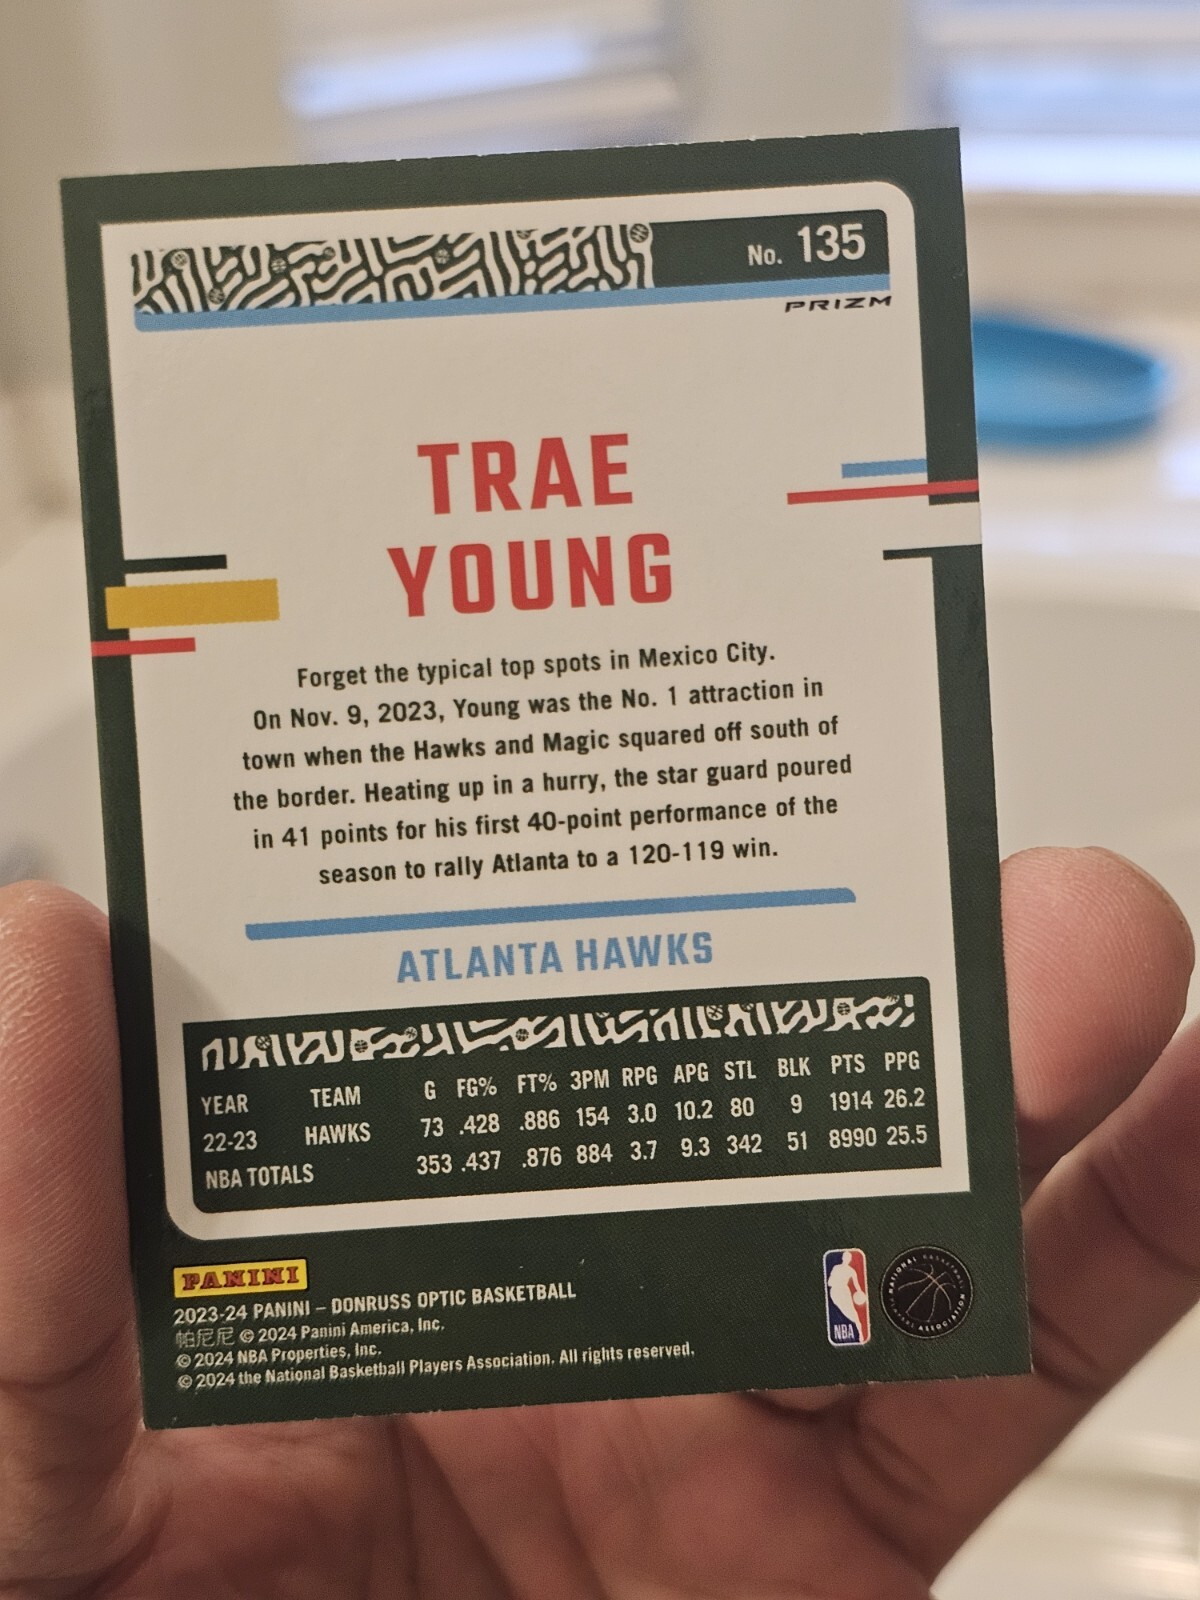 No. 135
PRIZM
TRAE
YOUNG
Forget the typical top spots in Mexico City.
On Nov. 9, 2023, Young was the No. 1 attraction in
town when the Hawks and Magic squared off south of
the border. Heating up in a hurry, the star guard poured
in 41 points for his first 40-point performance of the
season to rally Atlanta to a 120-119 win.
ATLANTA HAWKS
YEAR TEAM G FG% FT% 3PM RPG APG STL BLK PTS PPG
22-23 HAWKS 73 .428 .886 154 3.0 10.2 80 9 1914 26.2
NBA TOTALS 353 .437 .876 884 3.7 9.3 342 51 8990 25.5
PANINI
2023-24 PANINI – DONRUSS OPTIC BASKETBALL
帕尼尼 © 2024 Panini America, Inc.
© 2024 NBA Properties, Inc.
© 2024 the National Basketball Players Association. All rights reserved.
NBA
NATIONAL BASKETBALL PLAYERS ASSOCIATION